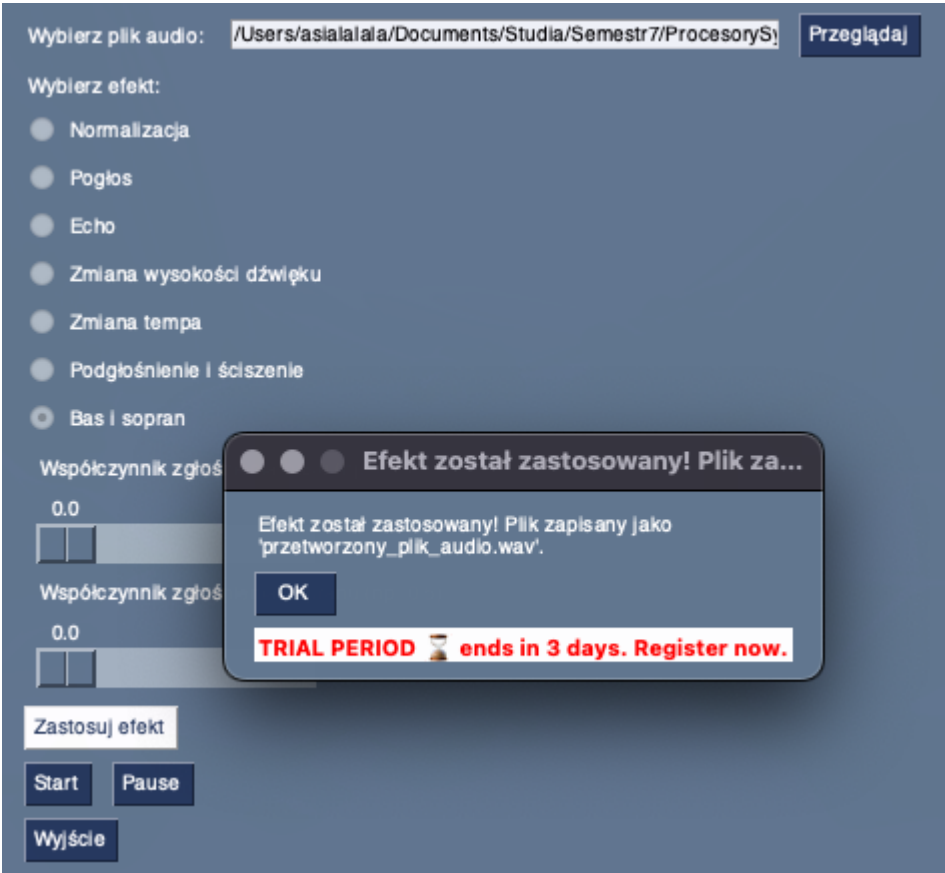 Wybierz plik audio: /Users/asialalala/Documents/Studia/Semestr7/ProcesorySy Przeglądaj
Wybierz efekt:
Normalizacja
Pogłos
Echo
Zmiana wysokości dźwięku
Zmiana tempa
Podgłośnienie i ściszenie
Bas i sopran
Współczynnik zgłoś
0.0
Efekt został zastosowany! Plik za...
Efekt został zastosowany! Plik zapisany jako
'przetworzony_plik_audio.wav'.
OK
TRIAL PERIOD ⏳ ends in 3 days. Register now.
Współczynnik zgłoś
0.0
Zastosuj efekt
Start Pause
Wyjście